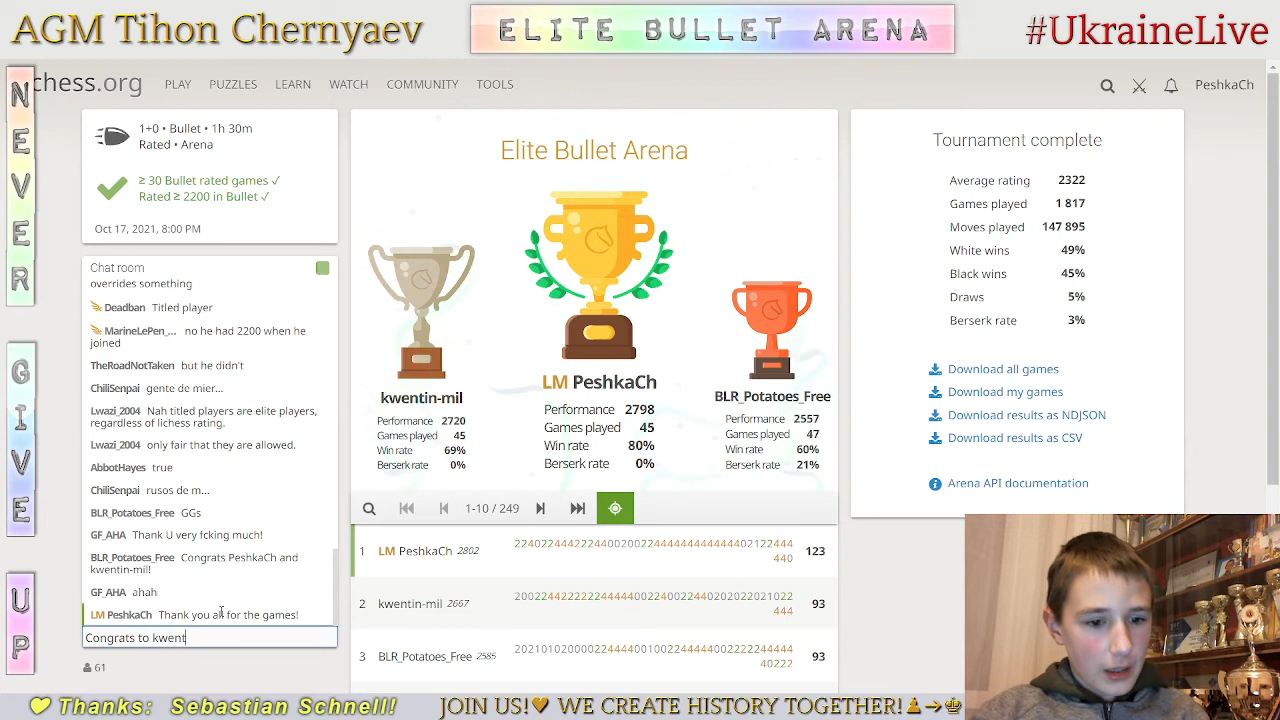 AGM Tihon Chernyaev
ELITE BULLET ARENA
#UkraineLive
NEVER
GIVE
UP
chess.org
PLAY
PUZZLES
LEARN
WATCH
COMMUNITY
TOOLS
PeshkaCh
1+0 • Bullet • 1h 30m
Rated • Arena
≥ 30 Bullet rated games ✓
Rated ≥ 2200 in Bullet ✓
Oct 17, 2021, 8:00 PM
Chat room
overrides something
Deadban Titled player
MarineLePen_... no he had 2200 when he
joined
TheRoadNotTaken but he didn't
ChiliSenpai gente de mier...
Lwazi_2004 Nah titled players are elite players,
regardless of lichess rating.
Lwazi_2004 only fair that they are allowed.
AbbotHayes true
ChiliSenpai rusos de m...
BLR_Potatoes_Free GGs
GF_AHA Thank U very fcking much!
BLR_Potatoes_Free Congrats PeshkaCh and
kwentin-mil!
GF_AHA ahah
LM PeshkaCh Thank you all for the games!
Congrats to kwent
61
Elite Bullet Arena
kwentin-mil
Performance 2720
Games played 45
Win rate 69%
Berserk rate 0%
LM PeshkaCh
Performance 2798
Games played 45
Win rate 80%
Berserk rate 0%
BLR_Potatoes_Free
Performance 2557
Games played 47
Win rate 60%
Berserk rate 21%
1-10 / 249
1 LM PeshkaCh 2802
123
2 kwentin-mil 2667
93
3 BLR_Potatoes_Free 2585
93
Tournament complete
Average rating 2322
Games played 1 817
Moves played 147 895
White wins 49%
Black wins 45%
Draws 5%
Berserk rate 3%
Download all games
Download my games
Download results as NDJSON
Download results as CSV
Arena API documentation
Thanks: Sebastian Schnell!
JOIN US!♥ WE CREATE HISTORY TOGETHER!♟→♔